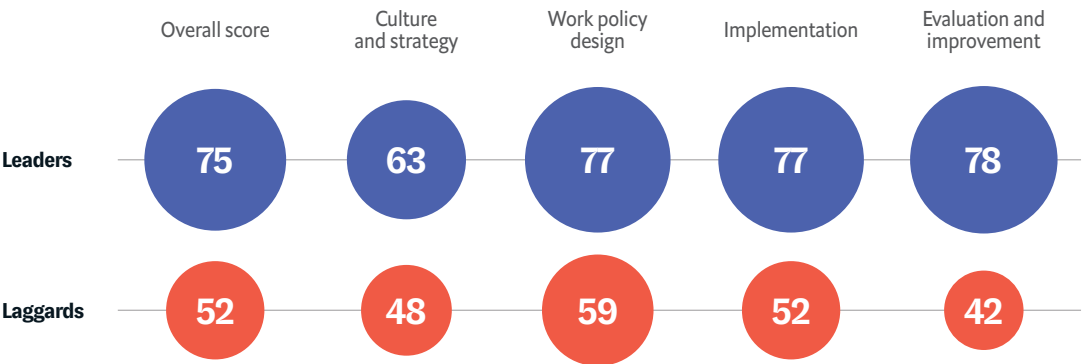 Overall score
Culture
and strategy
Work policy
design
Implementation
Evaluation and
improvement
Leaders
75
63
77
77
78
Laggards
52
48
59
52
42